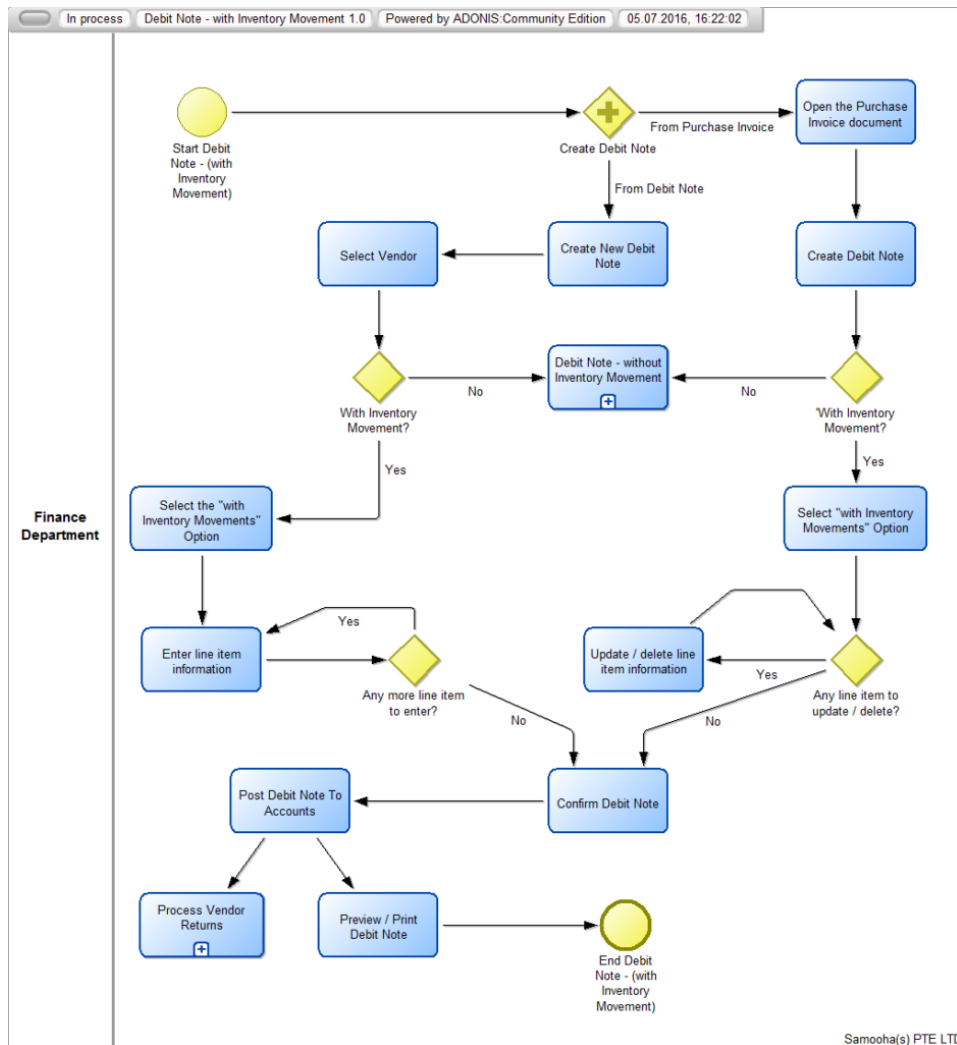 In process
Debit Note - with Inventory Movement 1.0
Powered by ADONIS:Community Edition
05.07.2016, 16:22:02
Finance
Department
Start Debit
Note - (with
Inventory
Movement)
Create Debit Note
From Purchase Invoice
Open the Purchase
Invoice document
From Debit Note
Select Vendor
Create New Debit
Note
Create Debit Note
With Inventory
Movement?
No
Debit Note - without
Inventory Movement
No
'With Inventory
Movement?
Yes
Yes
Select the "with
Inventory Movements"
Option
Select "with Inventory
Movements" Option
Enter line item
information
Yes
Any more line item
to enter?
No
Update / delete line
item information
Yes
Any line item to
update / delete?
No
Post Debit Note To
Accounts
Confirm Debit Note
Process Vendor
Returns
Preview / Print
Debit Note
End Debit
Note - (with
Inventory
Movement)
Samooha(s) PTE LTD